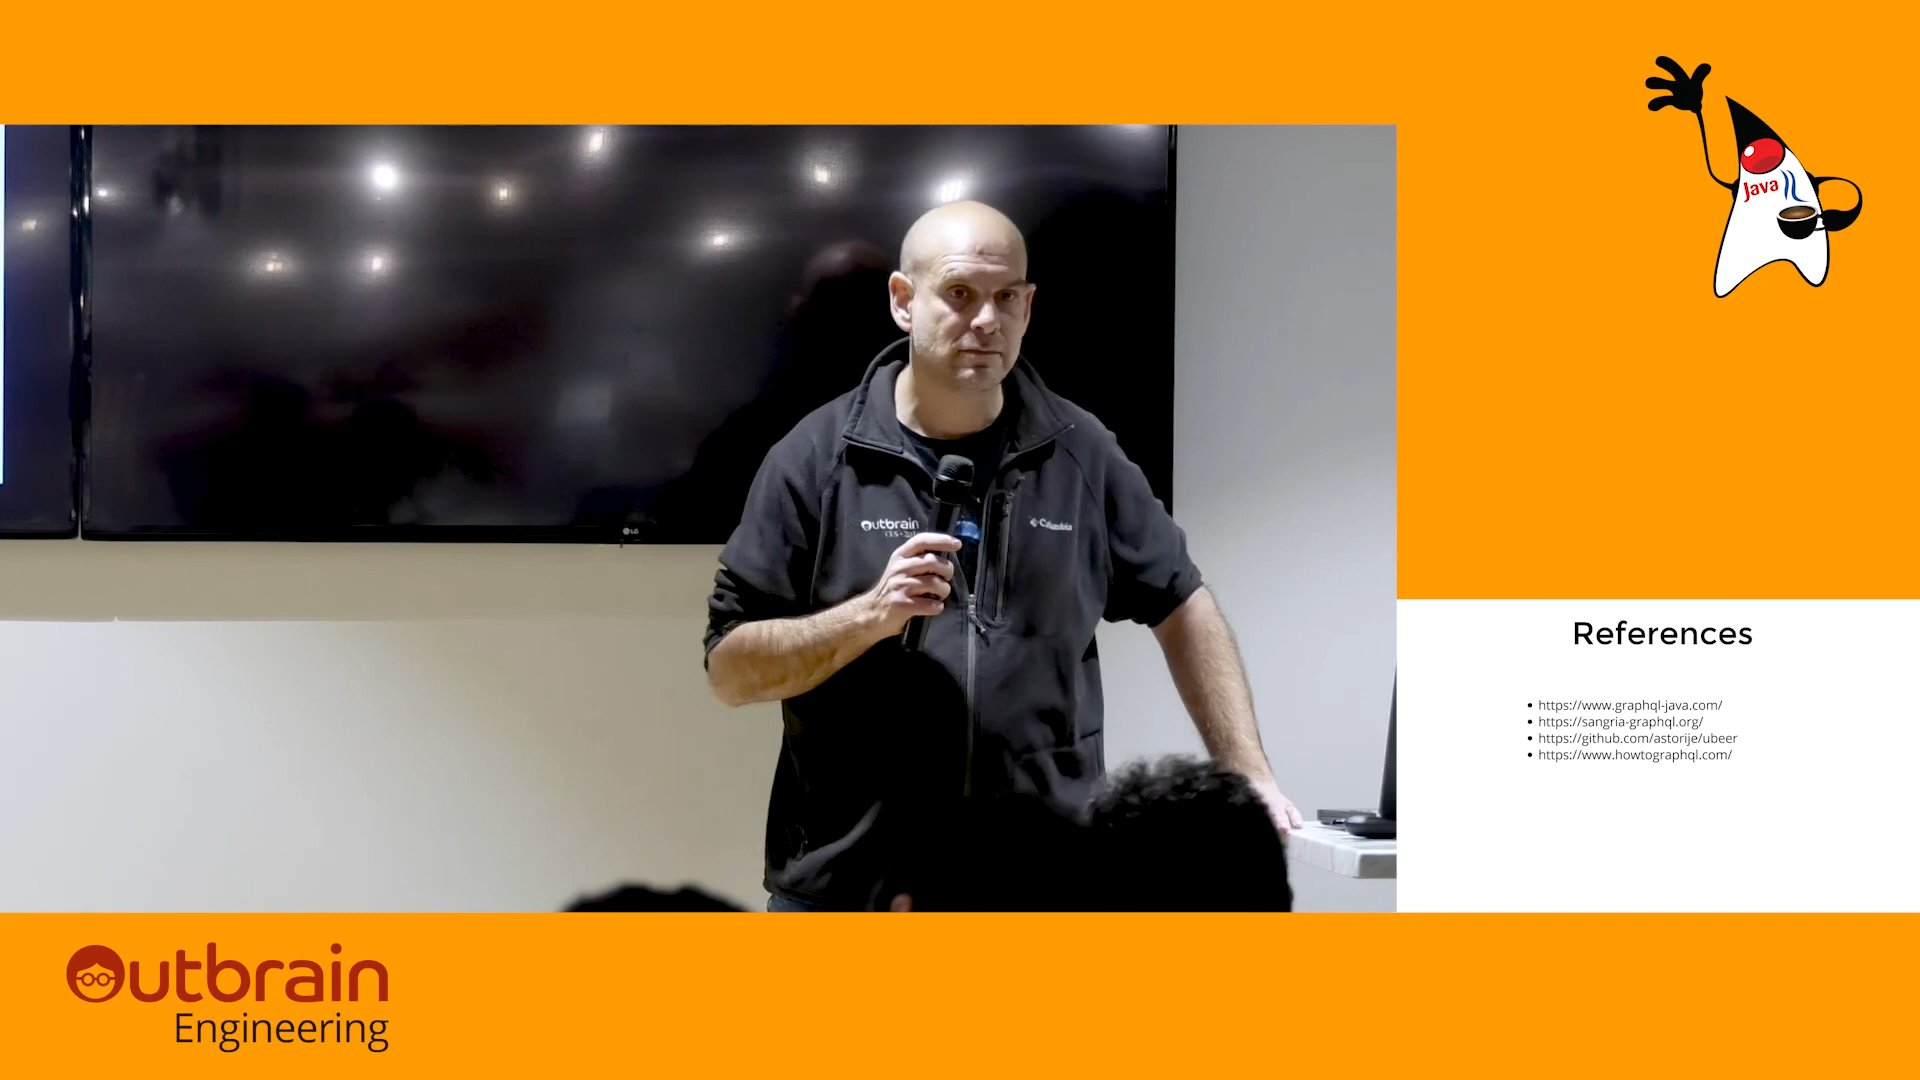 Java
LG
Outbrain
Columbia
References
https://www.graphql-java.com/
https://sangria-graphql.org/
https://github.com/astorije/ubeer
https://www.howtographql.com/
Outbrain
Engineering